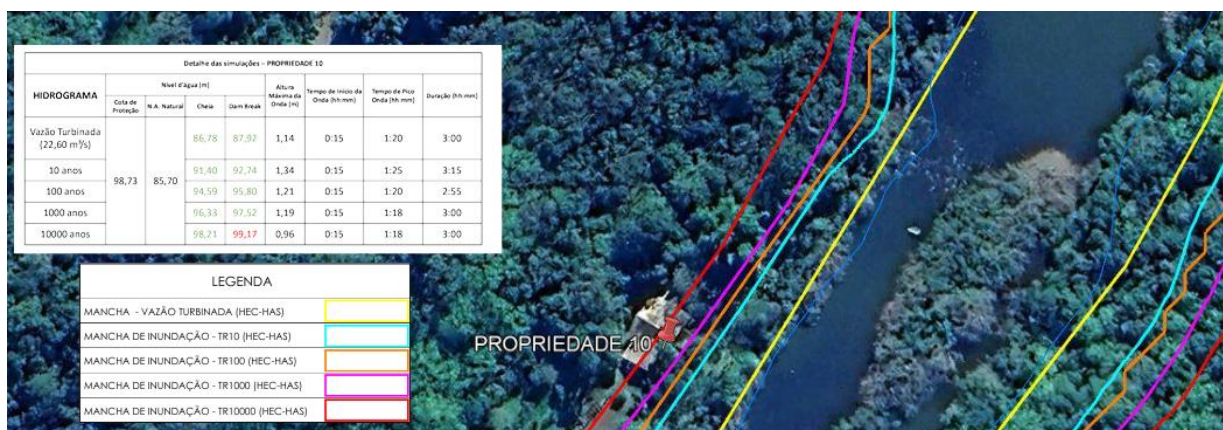 Detalhe das simulações – PROPRIEDADE 10
HIDROGRAMA
Nível d'água (m)
Altura Máxima da Onda (m)
Tempo de Início da Onda (hh:mm)
Tempo de Pico Onda (hh:mm)
Duração (hh:mm)
Cota de Proteção
N.A. Natural
Cheia
Dam Break
Vazão Turbinada (22,60 m³/s)
98,73
85,70
86,78
87,92
1,14
0:15
1:20
3:00
10 anos
91,40
92,74
1,34
0:15
1:25
3:15
100 anos
94,59
95,80
1,21
0:15
1:20
2:55
1000 anos
96,33
97,52
1,19
0:15
1:18
3:00
10000 anos
98,21
99,17
0,96
0:15
1:18
3:00
LEGENDA
MANCHA - VAZÃO TURBINADA (HEC-HAS)
MANCHA DE INUNDAÇÃO - TR10 (HEC-HAS)
MANCHA DE INUNDAÇÃO - TR100 (HEC-HAS)
MANCHA DE INUNDAÇÃO - TR1000 (HEC-HAS)
MANCHA DE INUNDAÇÃO - TR10000 (HEC-HAS)
PROPRIEDADE 10